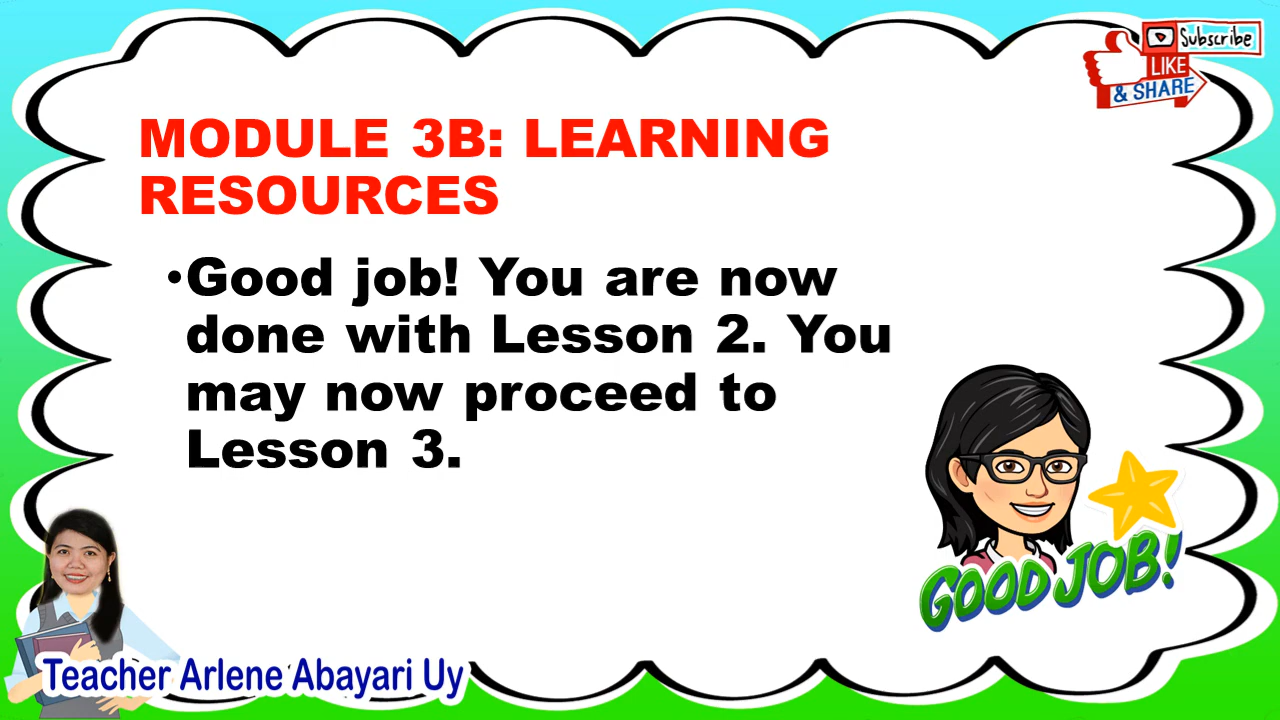 Subscribe
LIKE
& SHARE
MODULE 3B: LEARNING
RESOURCES
•Good job! You are now
done with Lesson 2. You
may now proceed to
Lesson 3.
GOOD JOB!
Teacher Arlene Abayari Uy